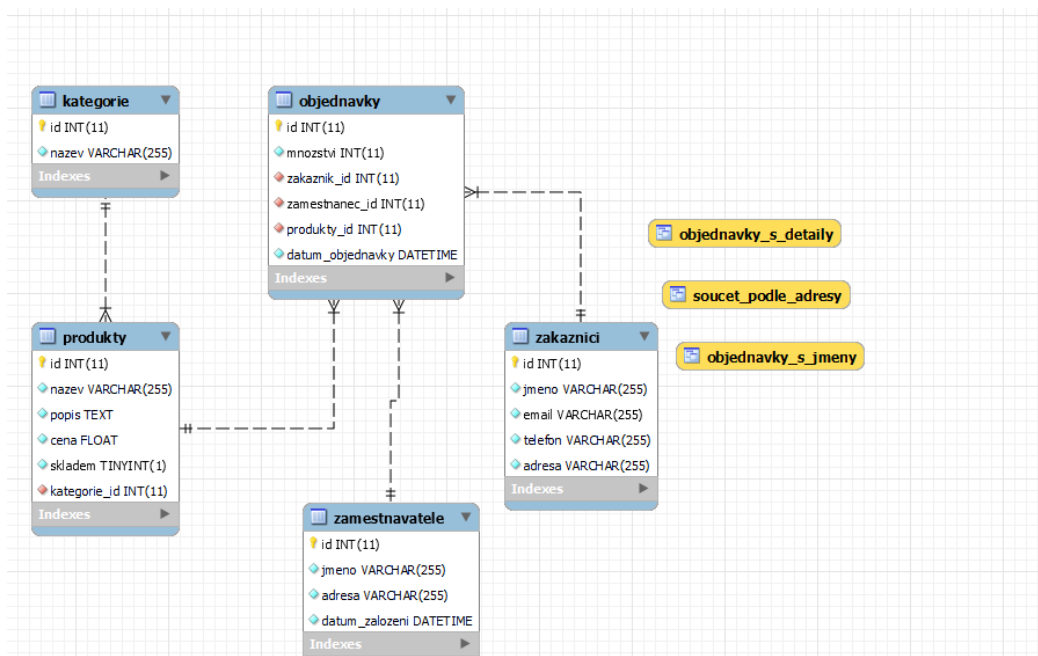 kategorie
id INT(11)
nazev VARCHAR(255)
Indexes
objednavky
id INT(11)
mnozstvi INT(11)
zakaznik_id INT(11)
zamestnanec_id INT(11)
produkty_id INT(11)
datum_objednavky DATETIME
Indexes
objednavky_s_detaily
soucet_podle_adresy
objednavky_s_jmeny
produkty
id INT(11)
nazev VARCHAR(255)
popis TEXT
cena FLOAT
skladem TINYINT(1)
kategorie_id INT(11)
Indexes
zakaznici
id INT(11)
jmeno VARCHAR(255)
email VARCHAR(255)
telefon VARCHAR(255)
adresa VARCHAR(255)
Indexes
zamestnavatele
id INT(11)
jmeno VARCHAR(255)
adresa VARCHAR(255)
datum_zalozeni DATETIME
Indexes